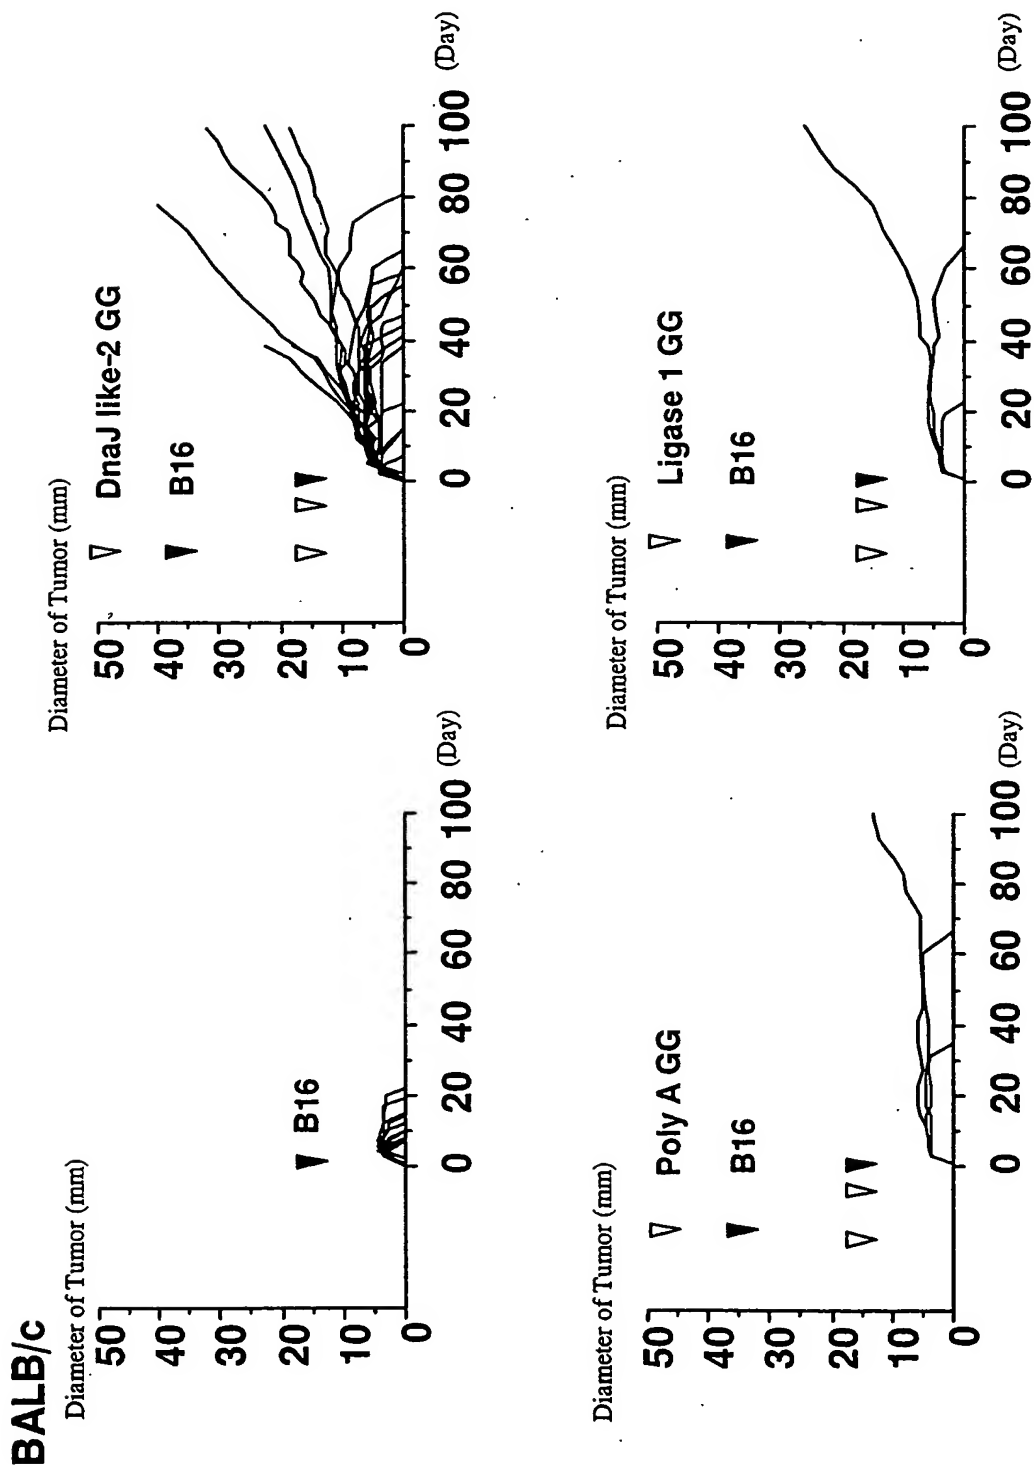 BALB/c
Diameter of Tumor (mm)
50
40
30
20
10
0
B16
0 20 40 60 80 100 (Day)
Diameter of Tumor (mm)
50
40
30
20
10
0
DnaJ like-2 GG
B16
0 20 40 60 80 100 (Day)
Diameter of Tumor (mm)
50
40
30
20
10
0
Poly A GG
B16
0 20 40 60 80 100 (Day)
Diameter of Tumor (mm)
50
40
30
20
10
0
Ligase 1 GG
B16
0 20 40 60 80 100 (Day)